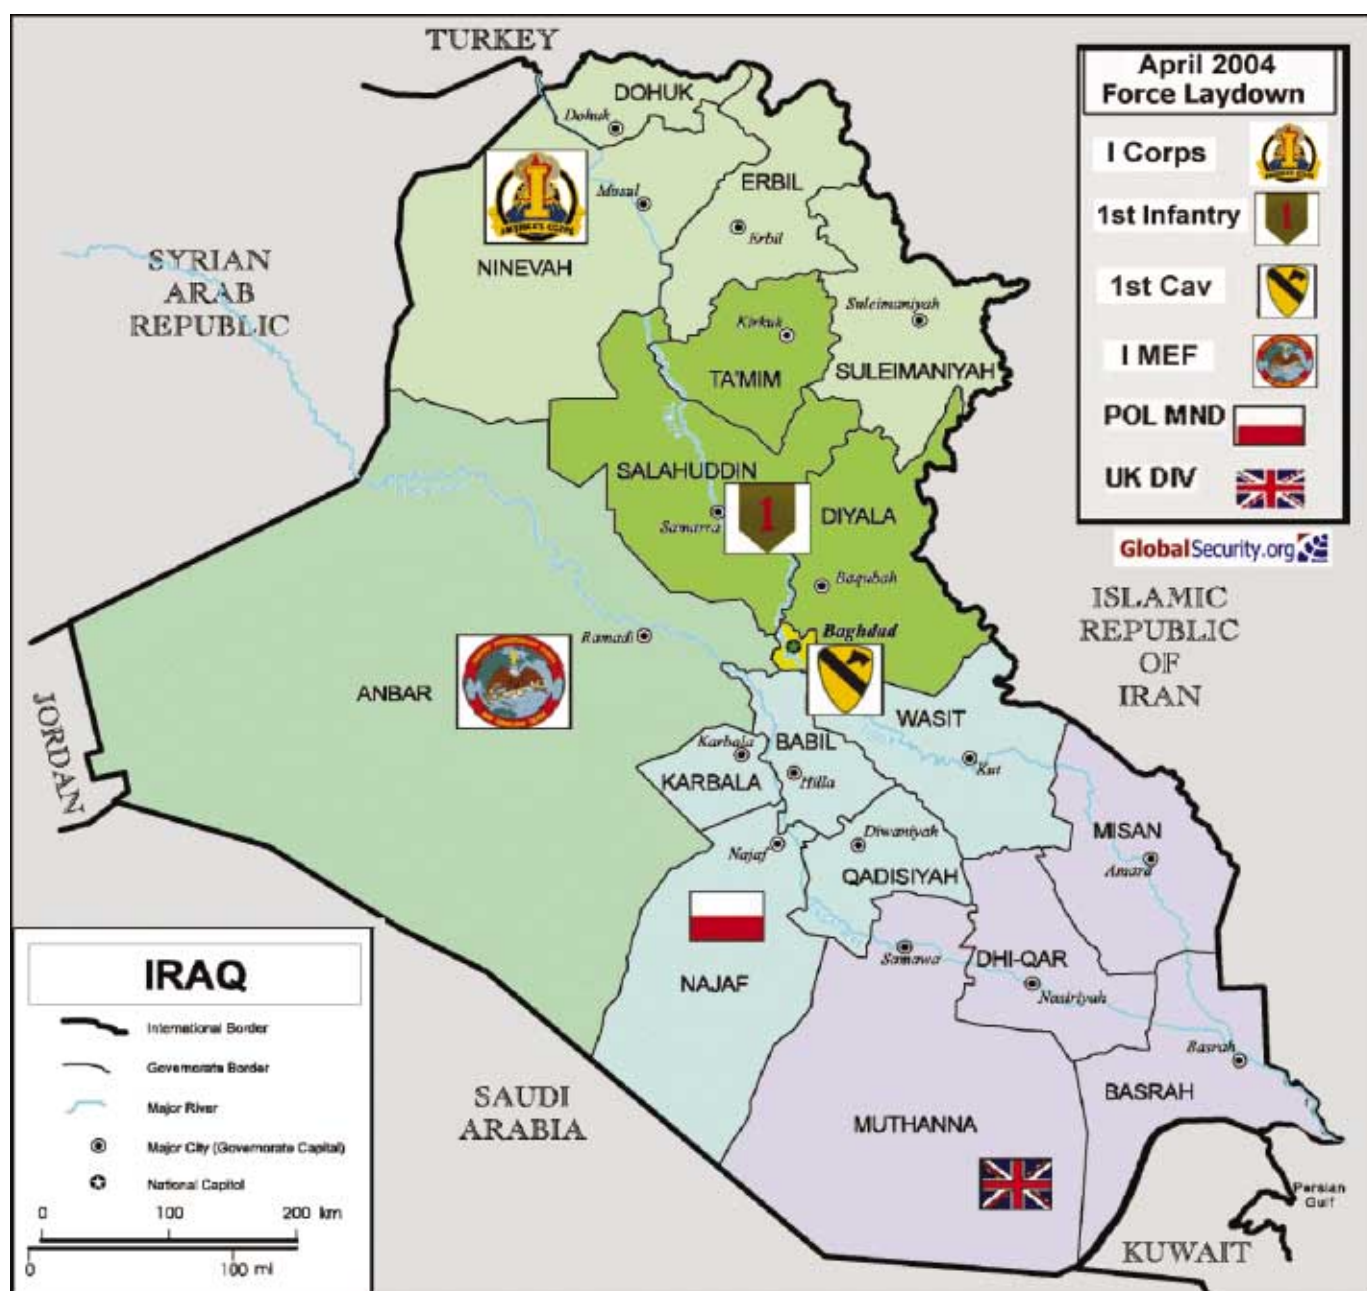 TURKEY
SYRIAN
ARAB
REPUBLIC
JORDAN
SAUDI
ARABIA
KUWAIT
Persian
Gulf
ISLAMIC
REPUBLIC
OF
IRAN
DOHUK
Dohuk
NINEVAH
Mosul
ERBIL
Erbil
TA'MIM
Kirkuk
SULEIMANIYAH
Suleimaniyah
SALAHUDDIN
Samarra
DIYALA
Baqubah
Baghdad
ANBAR
Ramadi
WASIT
Kut
BABIL
Hilla
KARBALA
Karbala
NAJAF
Najaf
QADISIYAH
Diwaniyah
MISAN
Amara
DHI-QAR
Nasiriyah
MUTHANNA
Samawa
BASRAH
Basrah
I
AMERICA'S CORPS
1
April 2004
Force Laydown
I Corps
I
1st Infantry
1
1st Cav
I MEF
POL MND
UK DIV
GlobalSecurity.org
IRAQ
International Border
Governorate Border
Major River
Major City (Governorate Capital)
National Capitol
0 100 200 km
0 100 mi